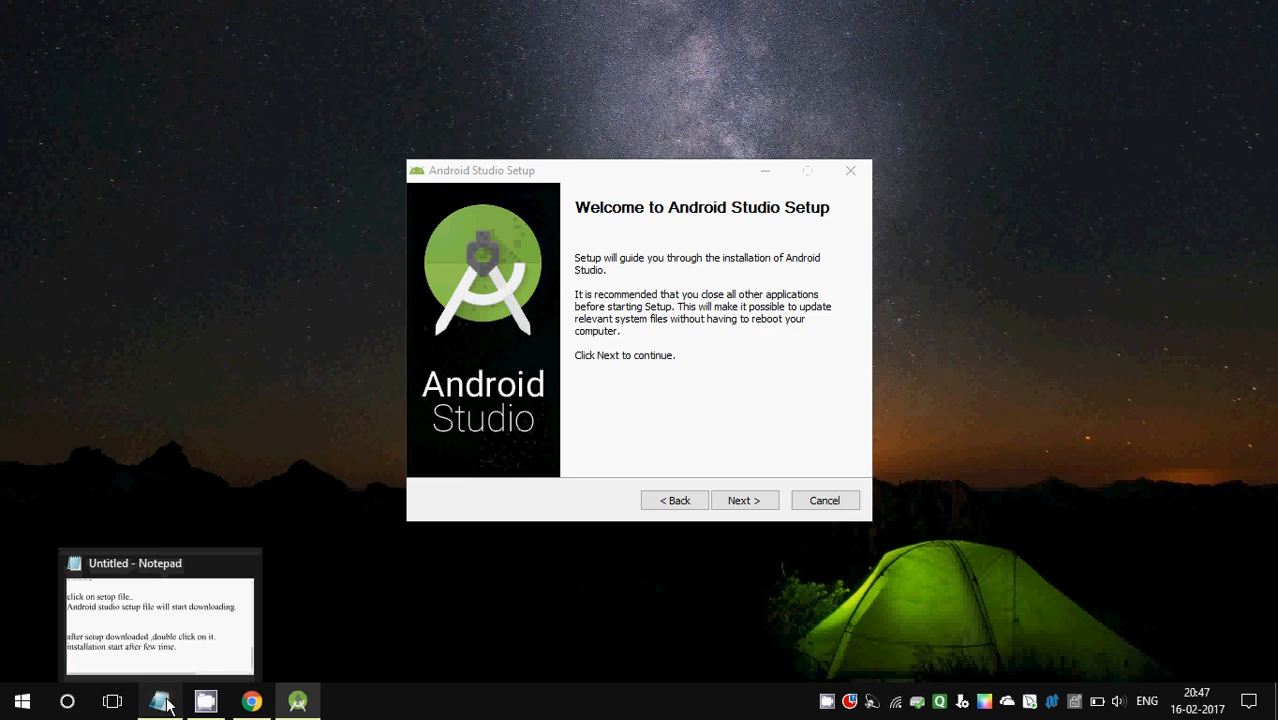 Android Studio Setup
Welcome to Android Studio Setup
Setup will guide you through the installation of Android
Studio.
It is recommended that you close all other applications
before starting Setup. This will make it possible to update
relevant system files without having to reboot your
computer.
Click Next to continue.
Android
Studio
< Back
Next >
Cancel
Untitled - Notepad
click on setup file..
Android studio setup file will start downloading.
after setup downloaded ,double click on it.
installation start after few time.
ENG
20:47
16-02-2017